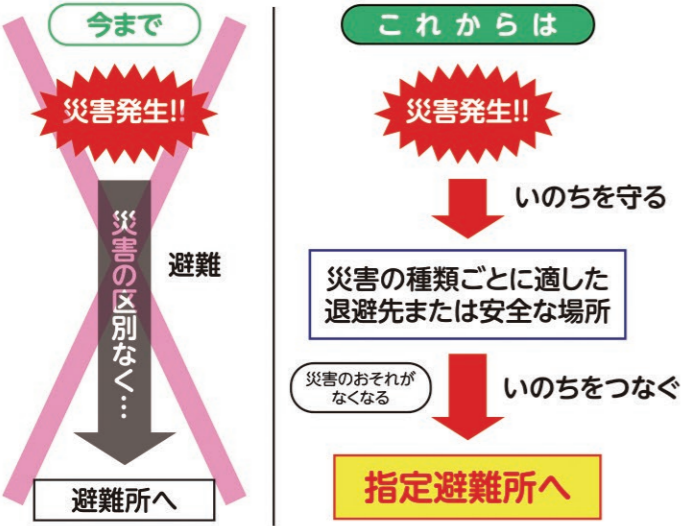 今まで
災害発生!!
災害の区別なく…
避難
避難所へ
これからは
災害発生!!
いのちを守る
災害の種類ごとに適した
退避先または安全な場所
災害のおそれが
なくなる
いのちをつなぐ
指定避難所へ